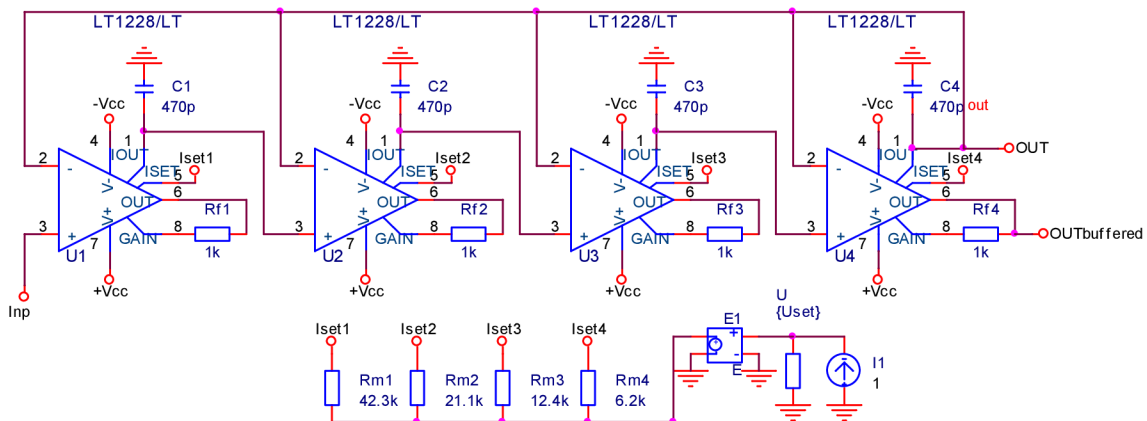 LT1228/LT LT1228/LT LT1228/LT LT1228/LT
C1 C2 C3 C4
470p 470p 470p 470p out
-Vcc -Vcc -Vcc -Vcc
4 1 4 1 4 1 4 1
IOUT IOUT IOUT IOUT OUT
Iset1 Iset2 Iset3 Iset4
2 ISET 5 2 ISET 5 2 ISET 5 2 ISET 5
- V- 6 - V- 6 - V- 6 - V- 6
OUT Rf1 OUT Rf2 OUT Rf3 OUT Rf4
3 + V+ 8 3 + V+ 8 3 + V+ 8 3 + V+ 8 OUTbuffered
7 GAIN 7 GAIN 7 GAIN 7 GAIN
U1 1k U2 1k U3 1k U4 1k
+Vcc +Vcc +Vcc +Vcc
Inp
U
{Uset}
Iset1 Iset2 Iset3 Iset4 E1
+
-
E
Rm1 Rm2 Rm3 Rm4 I1
42.3k 21.1k 12.4k 6.2k 1